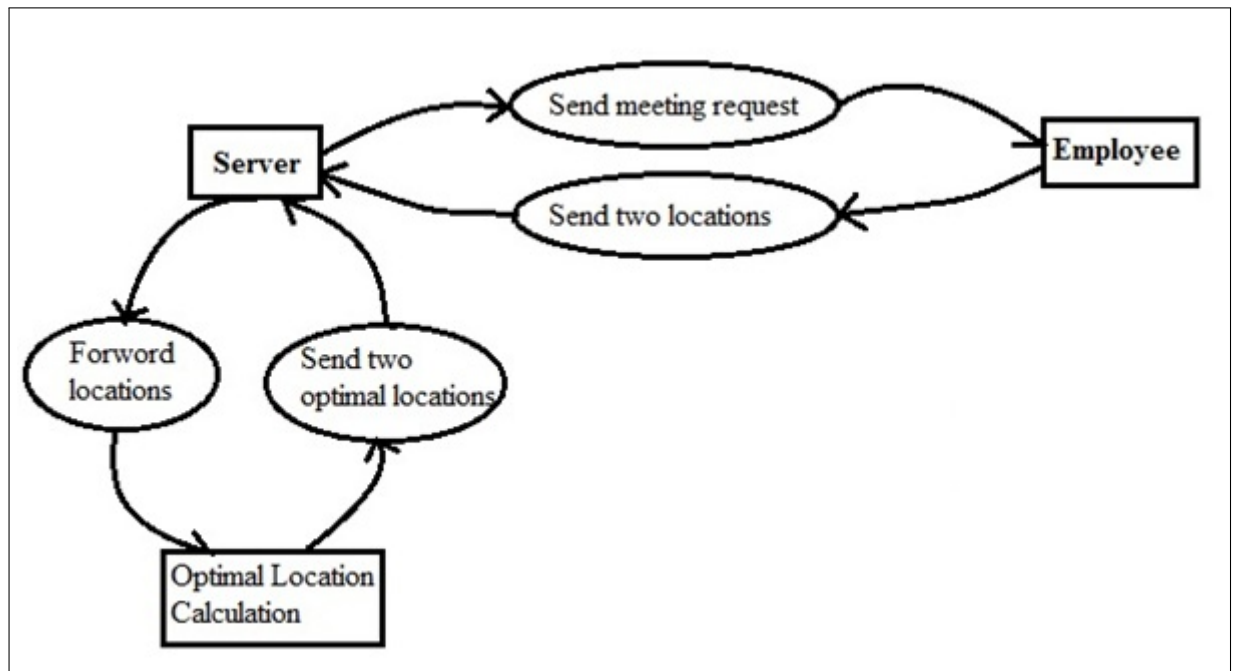 Send meeting request
Server
Employee
Send two locations
Forword
locations
Send two
optimal locations
Optimal Location
Calculation